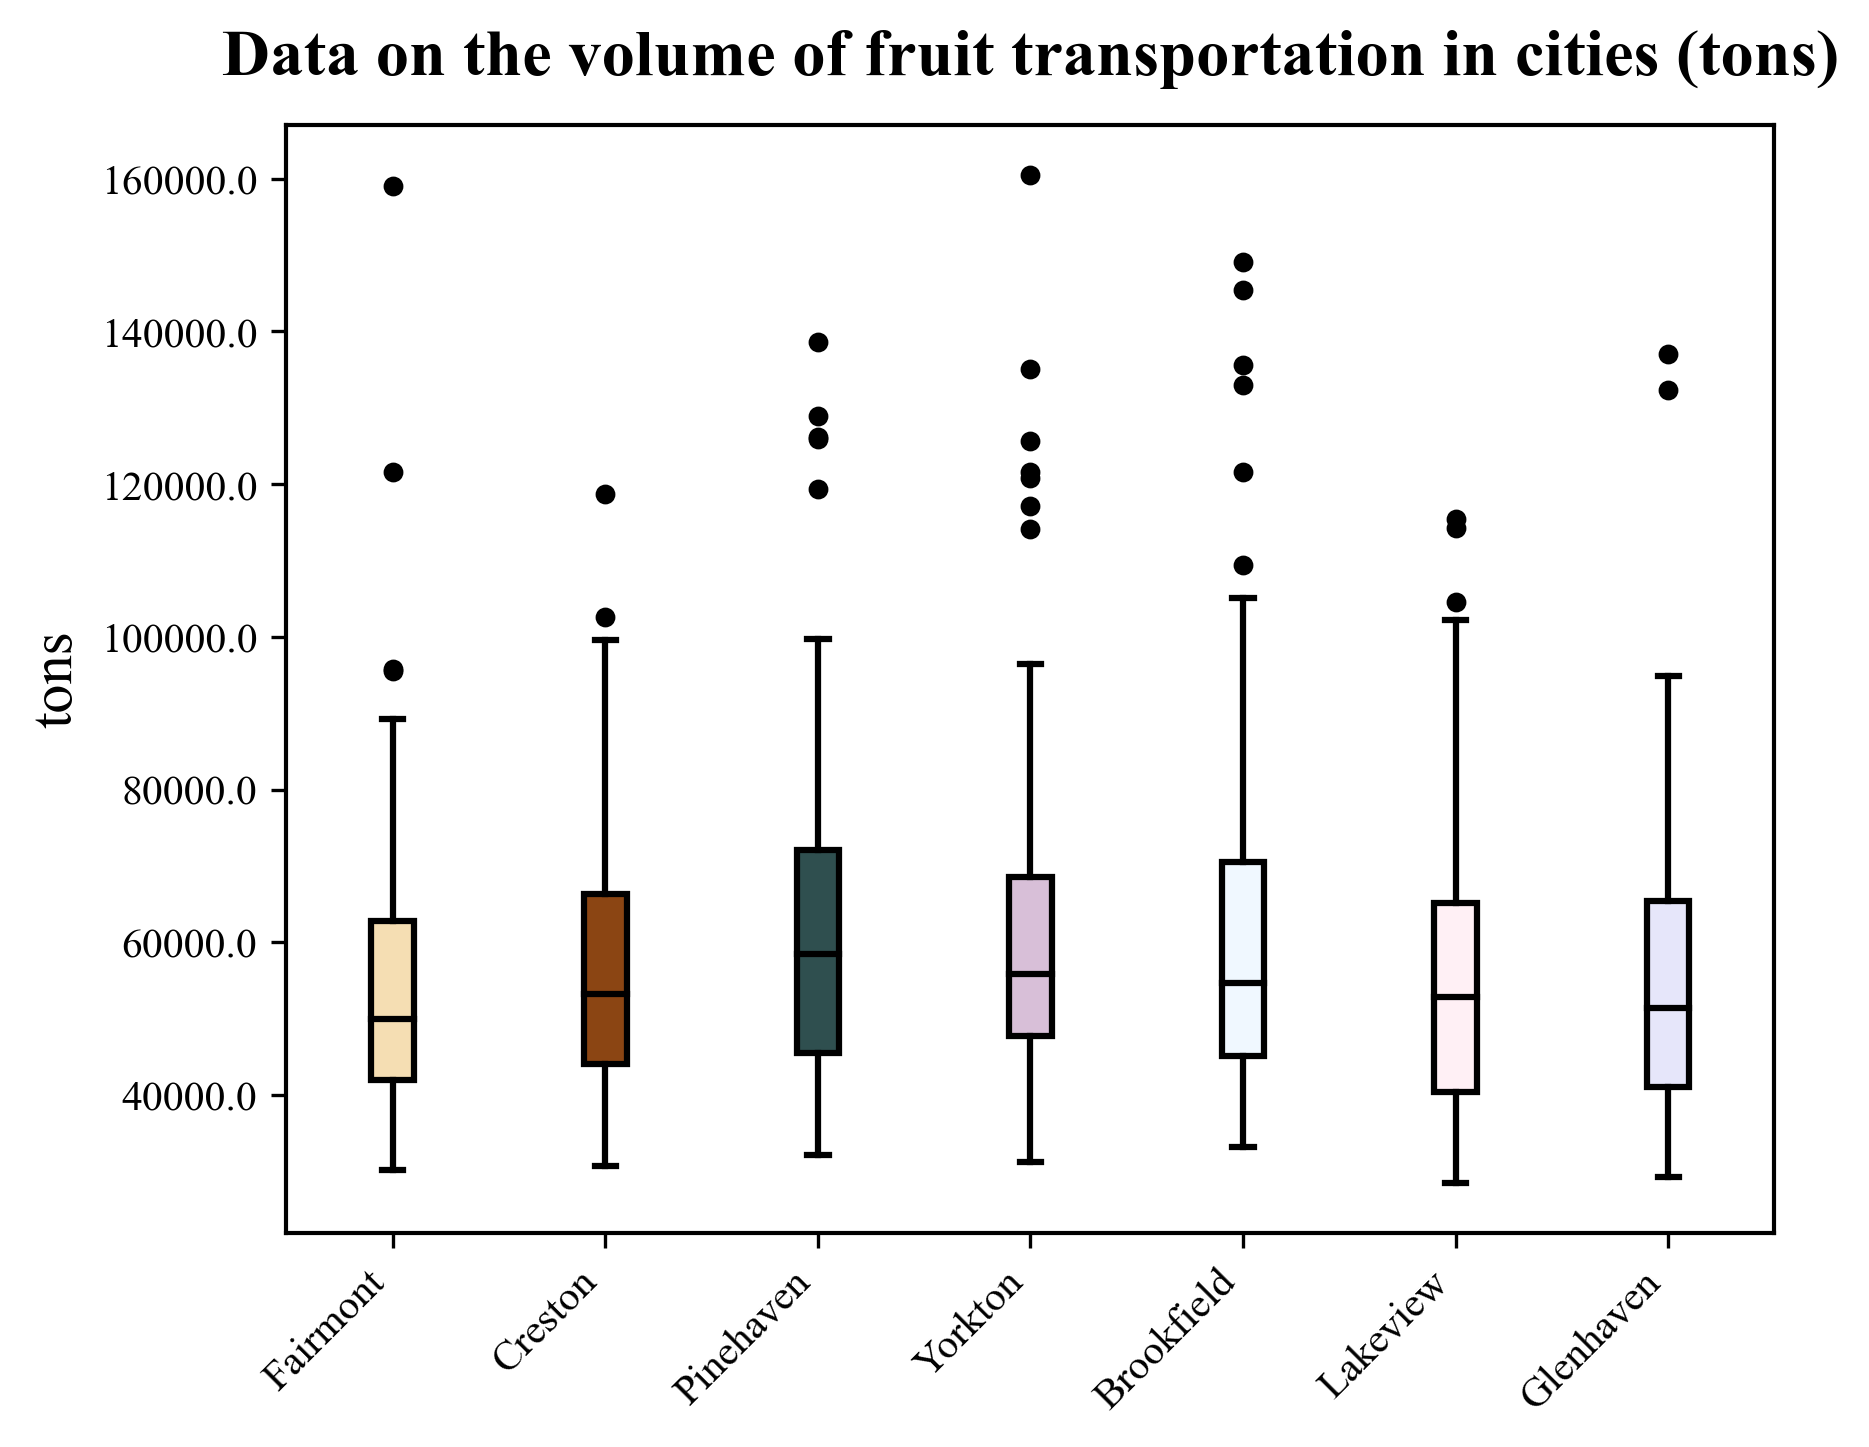 Data on the volume of fruit transportation in cities (tons)
160000.0
140000.0
120000.0
100000.0
80000.0
60000.0
40000.0
tons
Fairmont
Creston
Pinehaven
Yorkton
Brookfield
Lakeview
Glenhaven